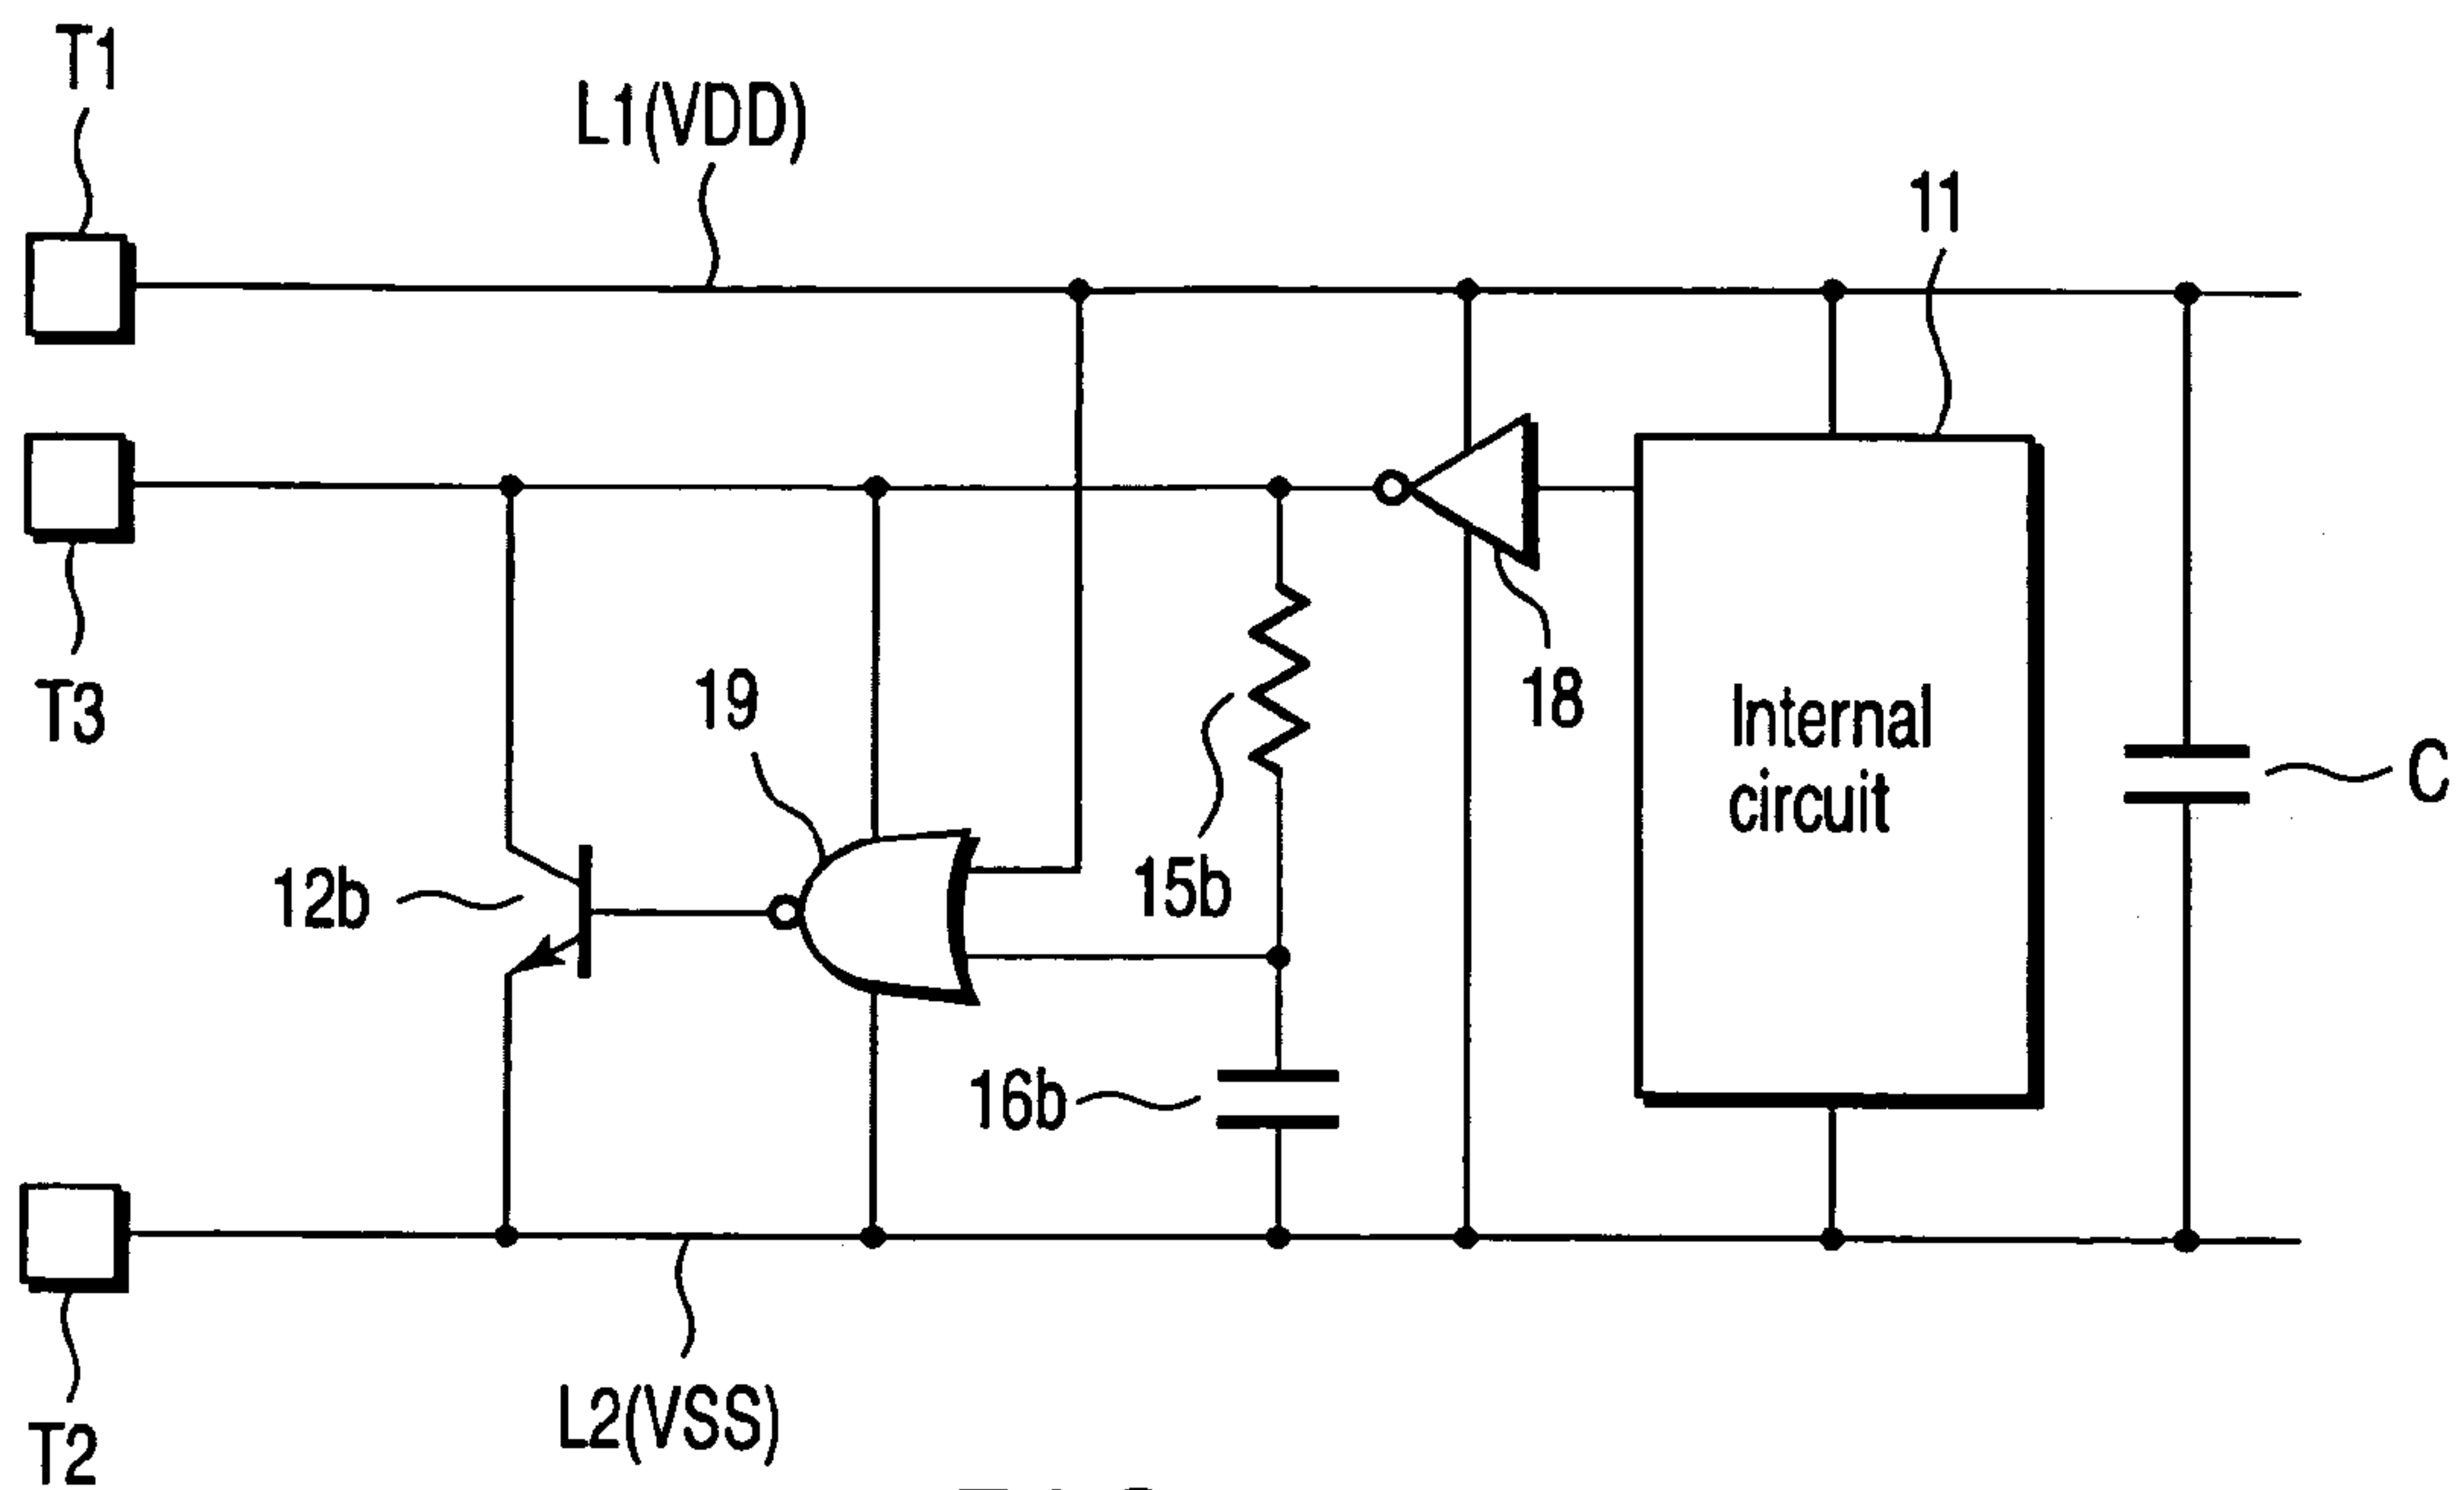 T1
L1(VDD)
11
T3
19
18
Internal
circuit
C
12b
15b
16b
L2(VSS)
T2